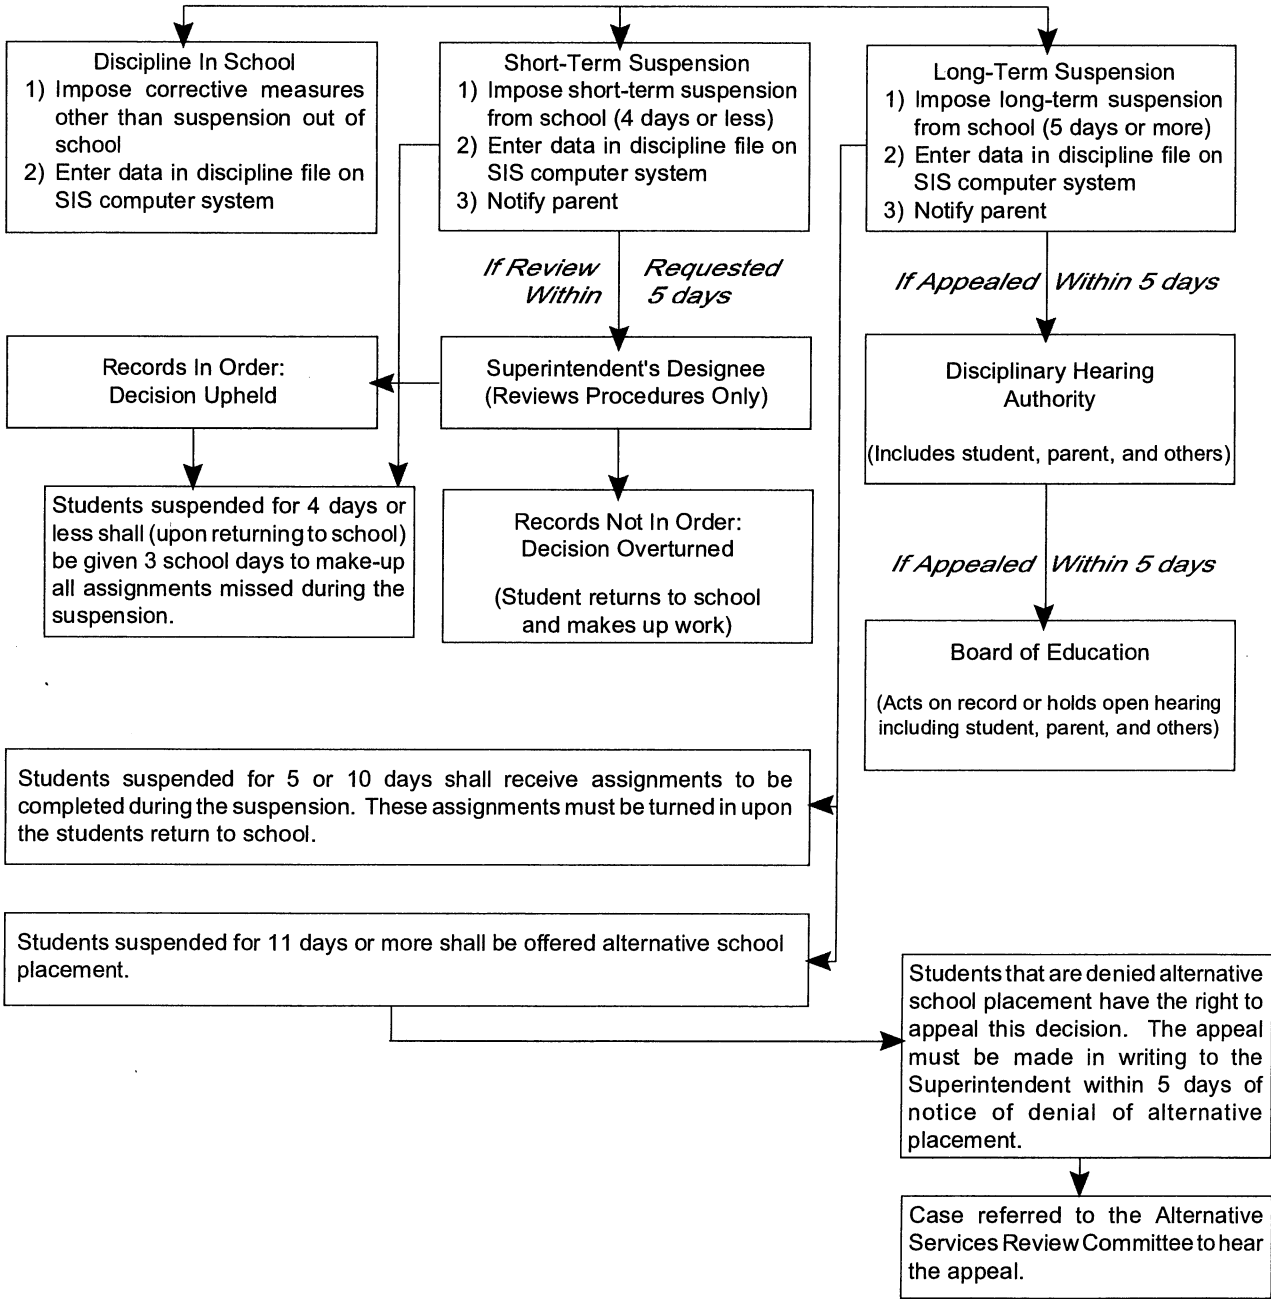 Discipline In School
1) Impose corrective measures
other than suspension out of
school
2) Enter data in discipline file on
SIS computer system
Short-Term Suspension
1) Impose short-term suspension
from school (4 days or less)
2) Enter data in discipline file on
SIS computer system
3) Notify parent
Long-Term Suspension
1) Impose long-term suspension
from school (5 days or more)
2) Enter data in discipline file on
SIS computer system
3) Notify parent
If Review Requested
Within 5 days
If Appealed Within 5 days
Records In Order:
Decision Upheld
Superintendent's Designee
(Reviews Procedures Only)
Disciplinary Hearing
Authority
(Includes student, parent, and others)
Students suspended for 4 days or
less shall (upon returning to school)
be given 3 school days to make-up
all assignments missed during the
suspension.
Records Not In Order:
Decision Overturned
(Student returns to school
and makes up work)
If Appealed Within 5 days
Board of Education
(Acts on record or holds open hearing
including student, parent, and others)
Students suspended for 5 or 10 days shall receive assignments to be
completed during the suspension. These assignments must be turned in upon
the students return to school.
Students suspended for 11 days or more shall be offered alternative school
placement.
Students that are denied alternative
school placement have the right to
appeal this decision. The appeal
must be made in writing to the
Superintendent within 5 days of
notice of denial of alternative
placement.
Case referred to the Alternative
Services Review Committee to hear
the appeal.